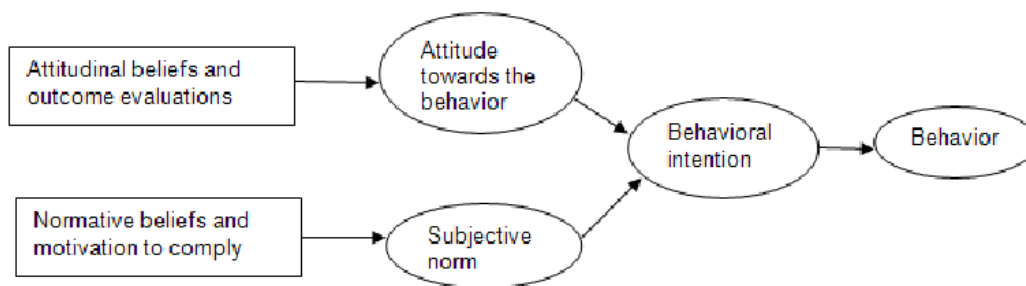 Attitudinal beliefs and
outcome evaluations
Attitude
towards the
behavior
Normative beliefs and
motivation to comply
Subjective
norm
Behavioral
intention
Behavior